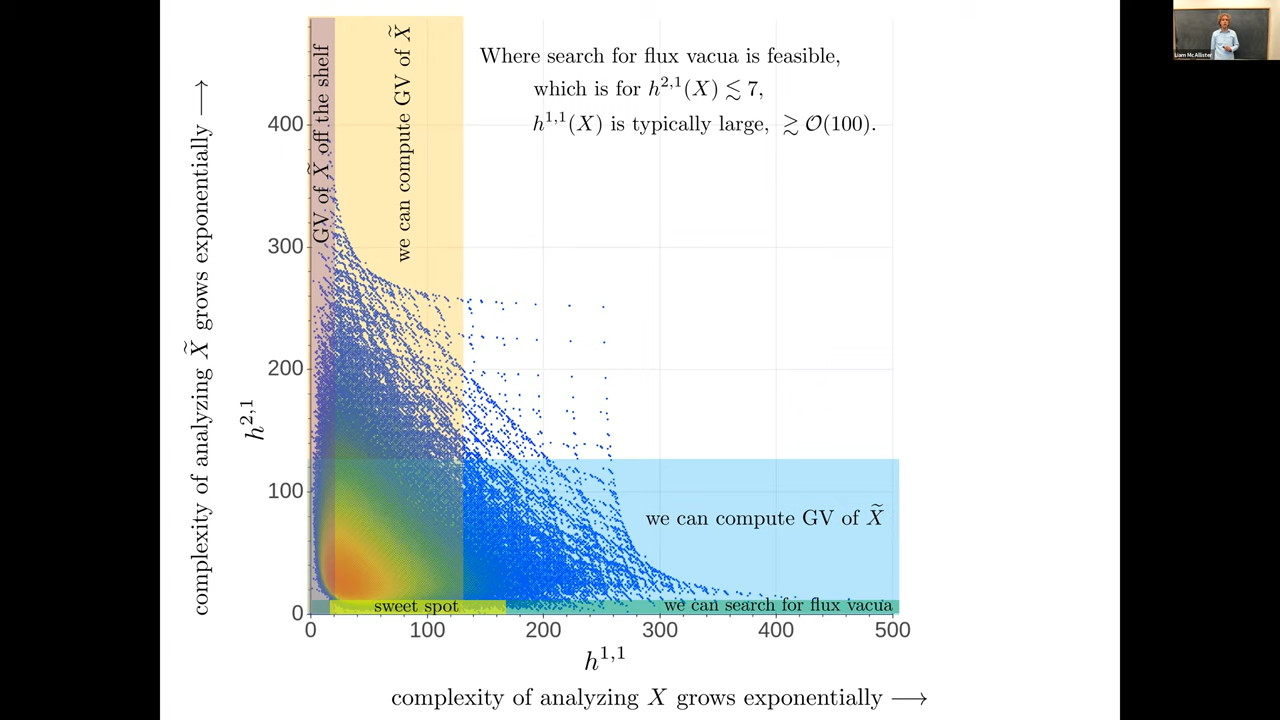 Where search for flux vacua is feasible,
which is for h^{2,1}(X) ≲ 7,
h^{1,1}(X) is typically large, ≳ 𝒪(100).
GV of X̃ off the shelf
we can compute GV of X̃
complexity of analyzing X̃ grows exponentially ⟶
h^{2,1}
400
300
200
100
0
we can compute GV of X̃
sweet spot
we can search for flux vacua
0 100 200 300 400 500
h^{1,1}
complexity of analyzing X grows exponentially ⟶
Liam McAllister